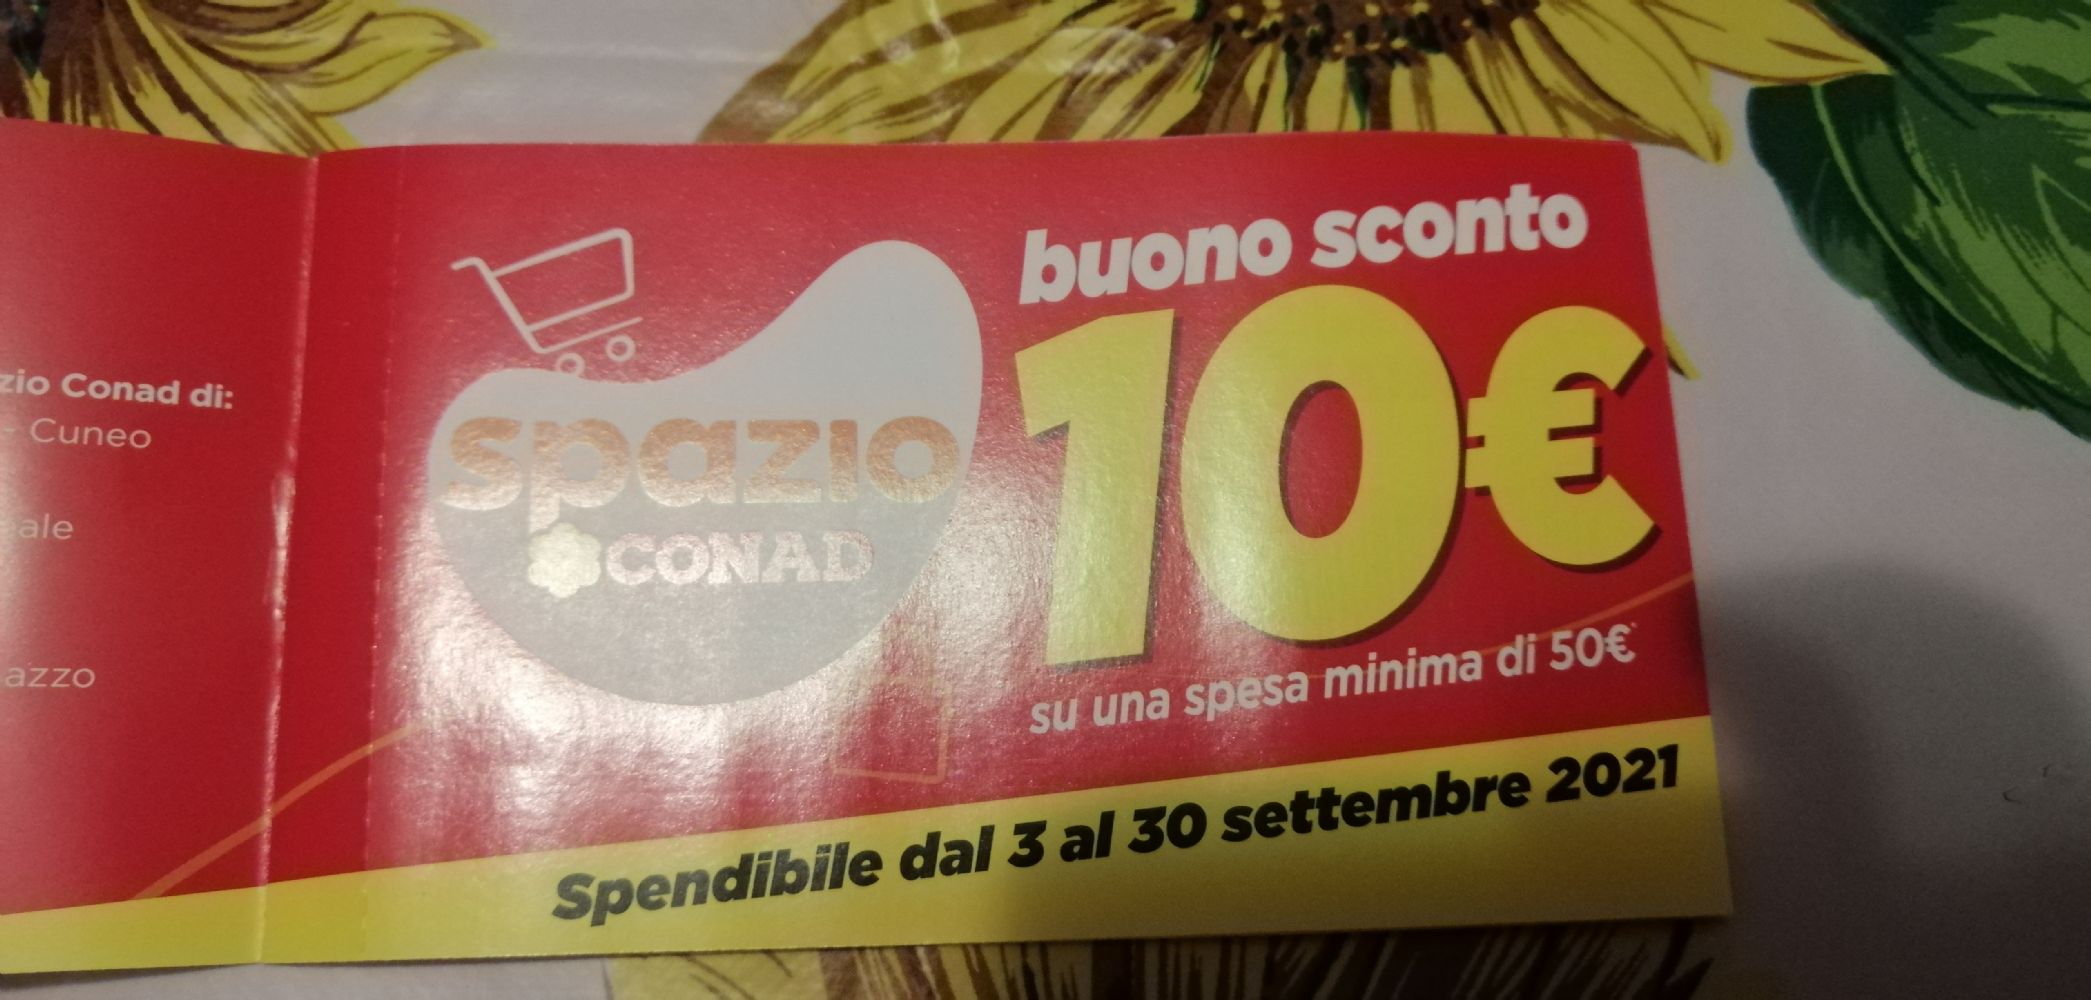 zio Conad di:
- Cuneo
ale
azzo
spazio
CONAD
buono sconto
10€
su una spesa minima di 50€*
Spendibile dal 3 al 30 settembre 2021